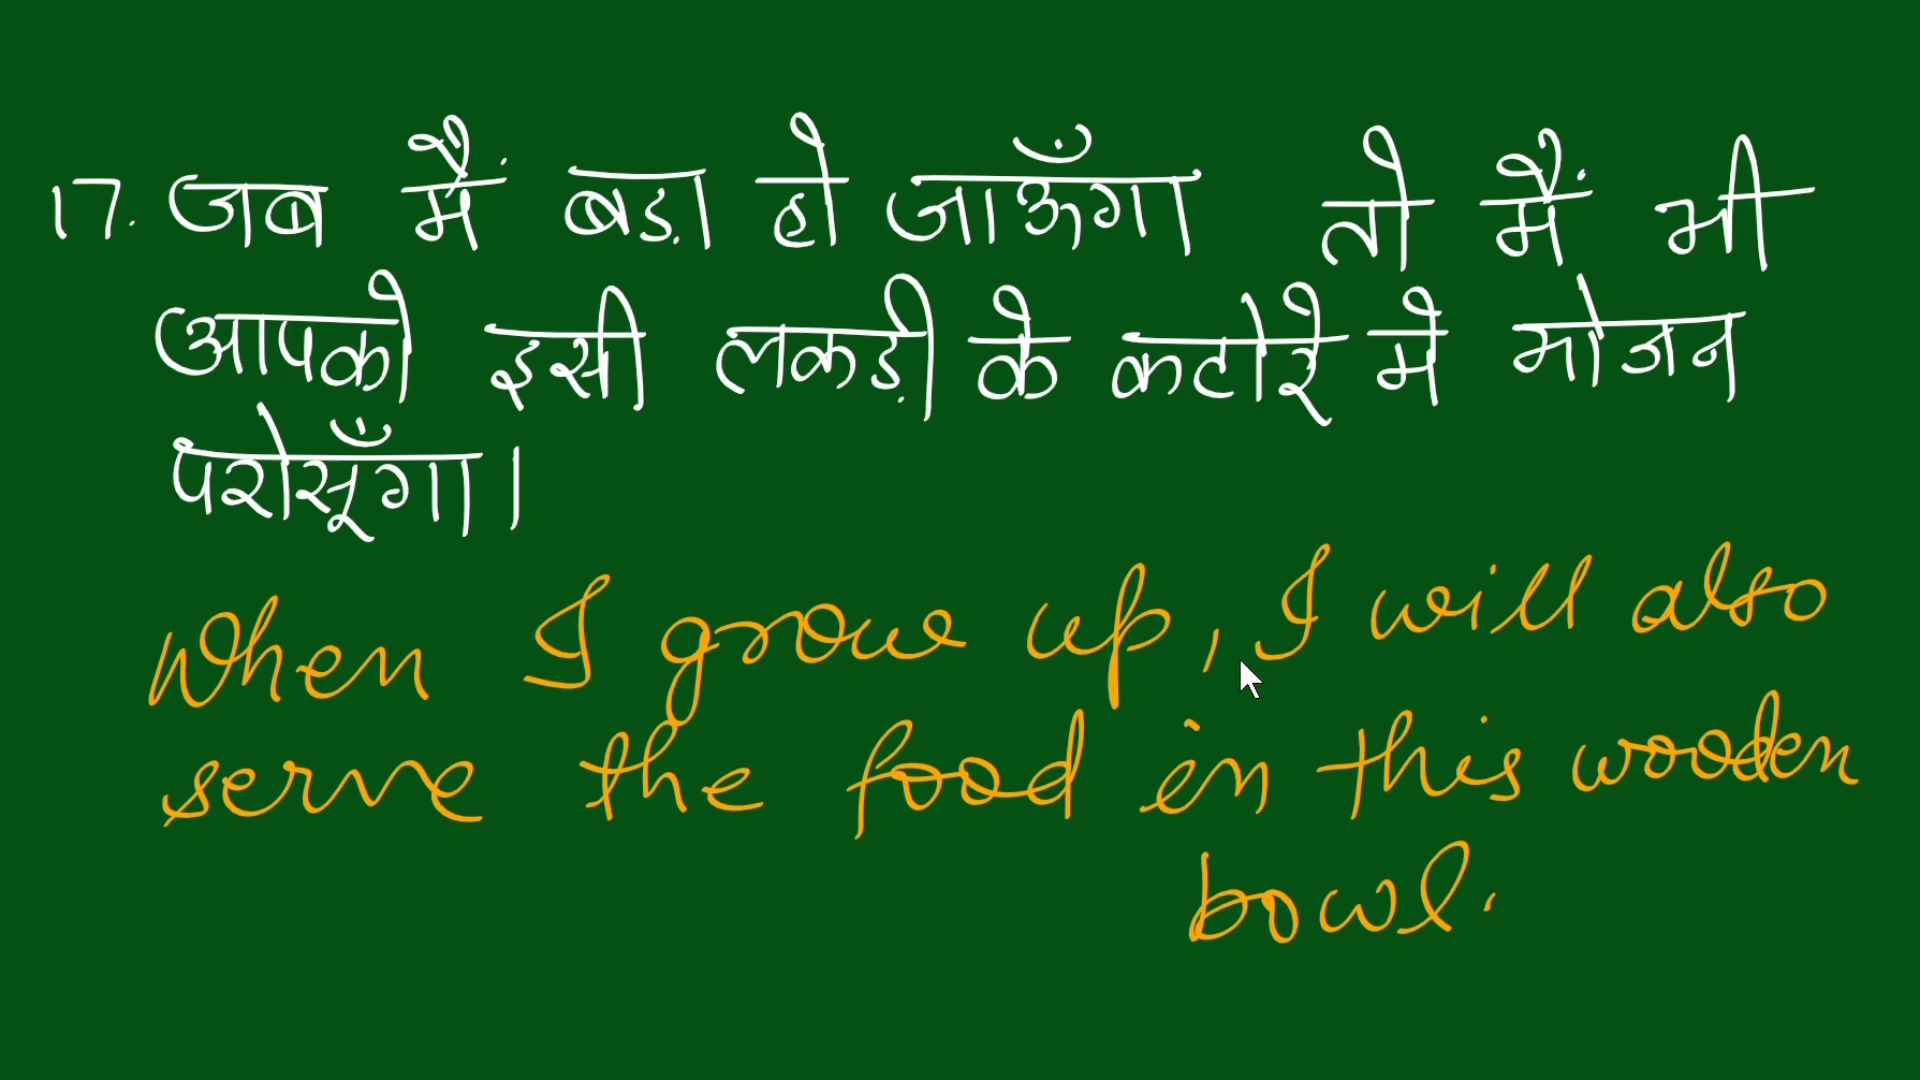 17. जब मैं बड़ा हो जाऊँगा तो मैं भी
आपको इसी लकड़ी के कटोरे मे भोजन
परोसूँगा।
When I grow up, I will also
serve the food in this wooden
bowl.